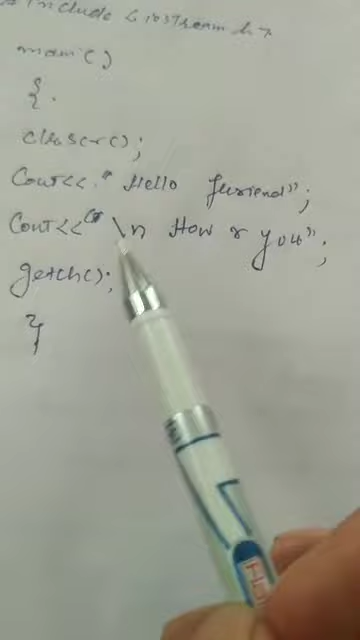 # include <iostream.h>
main()
{
clrscr();
Cout<<"Hello friend";
Cout<<"\n How r you";
getch();
}